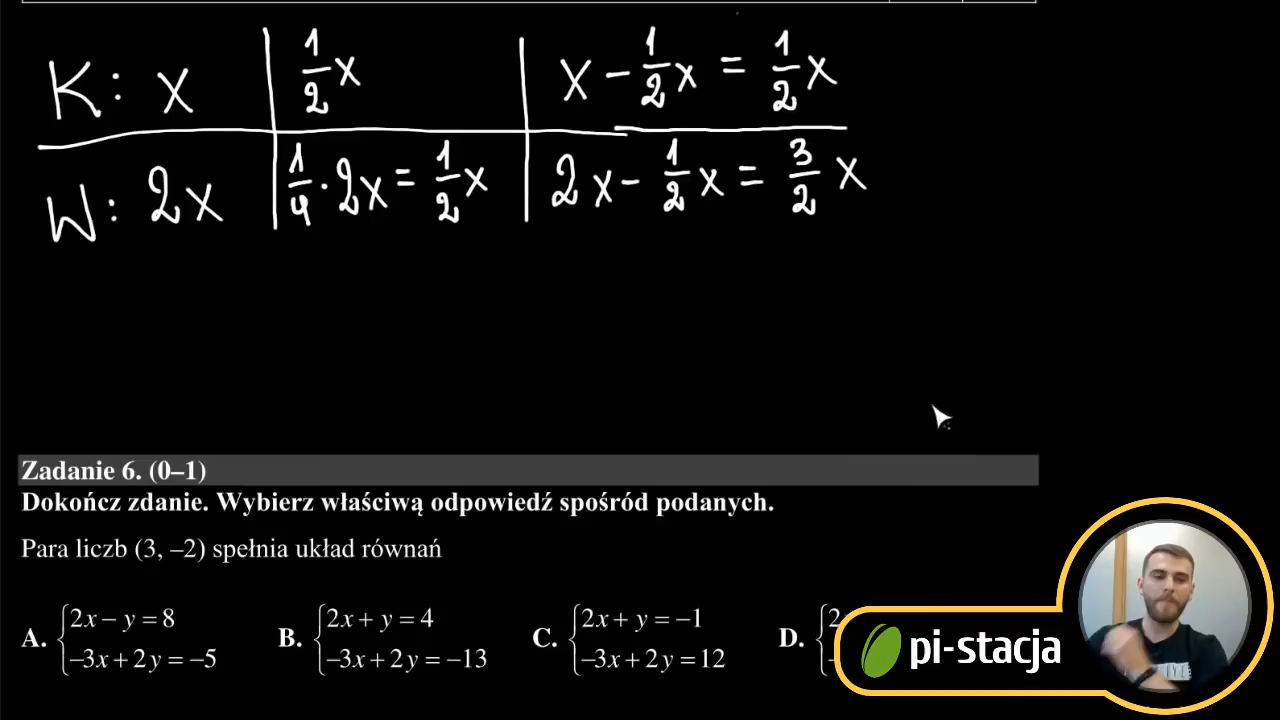 K: x | 1/2 x | x − 1/2 x = 1/2 x
W: 2x | 1/4 · 2x = 1/2 x | 2x − 1/2 x = 3/2 x
Zadanie 6. (0–1)
Dokończ zdanie. Wybierz właściwą odpowiedź spośród podanych.
Para liczb (3, –2) spełnia układ równań
A. {2x – y = 8
–3x + 2y = –5
B. {2x + y = 4
–3x + 2y = –13
C. {2x + y = –1
–3x + 2y = 12
D. {2
pi-stacja